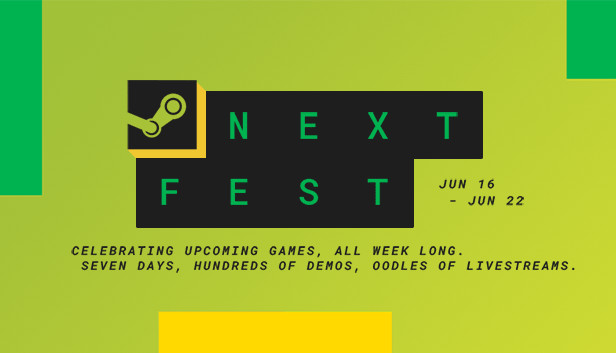 NEXT
FEST
JUN 16
- JUN 22
CELEBRATING UPCOMING GAMES, ALL WEEK LONG.
SEVEN DAYS, HUNDREDS OF DEMOS, OODLES OF LIVESTREAMS.